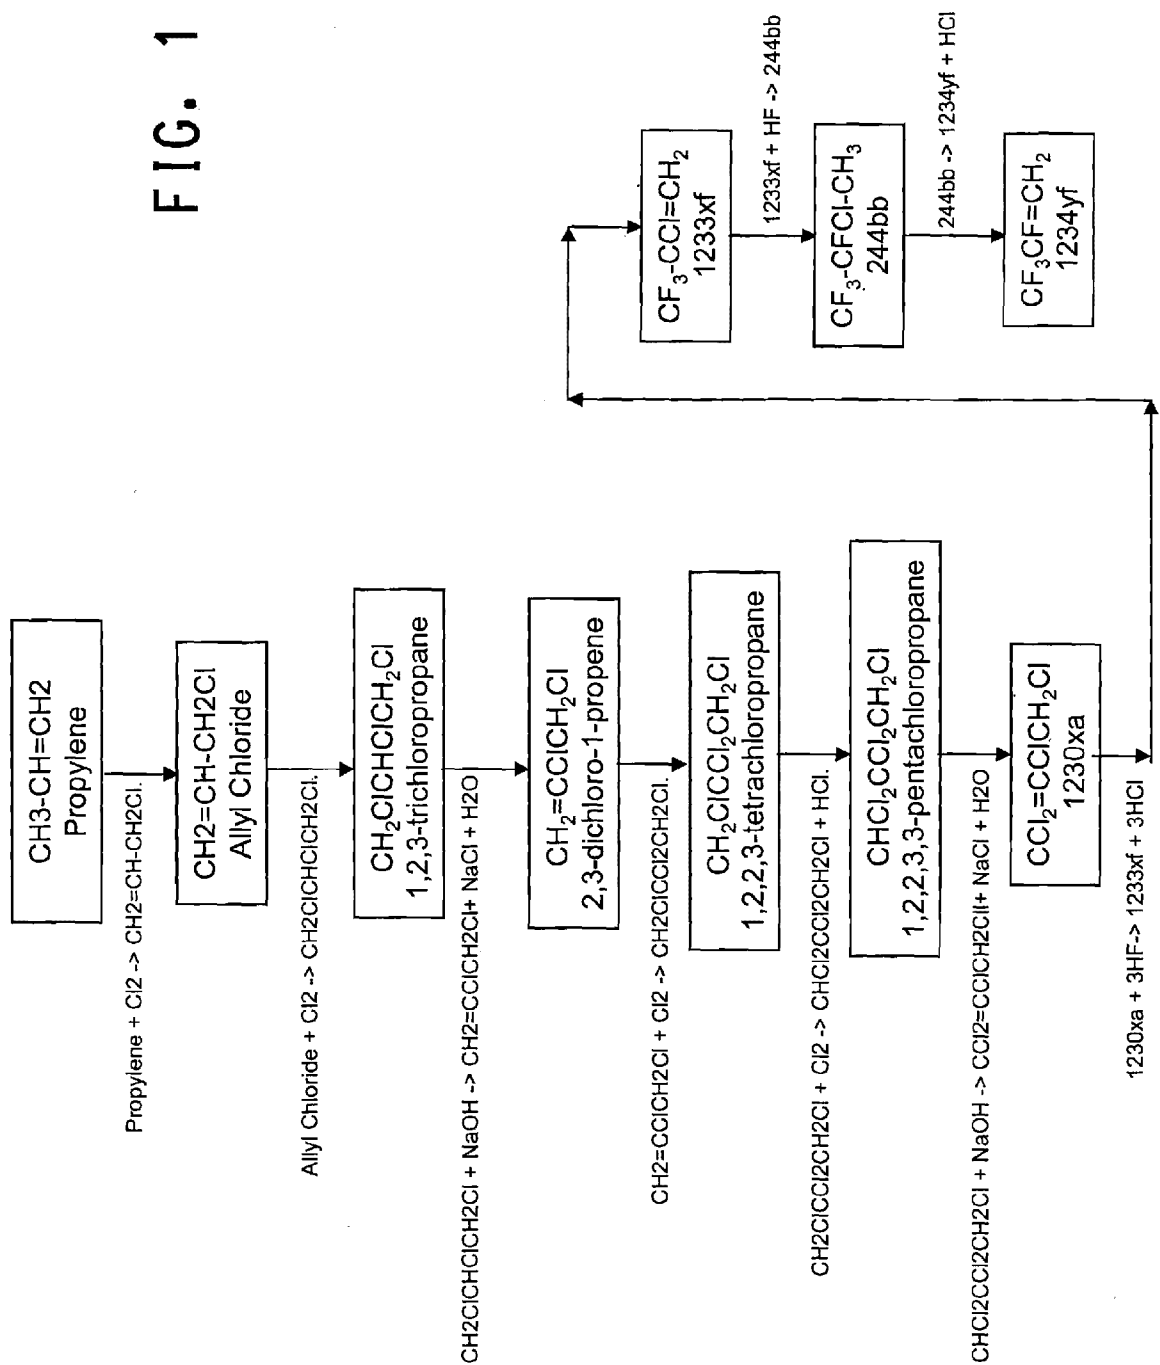 FIG. 1
CH3-CH=CH2
Propylene
Propylene + Cl2 -> CH2=CH-CH2Cl.
CH2=CH-CH2Cl
Allyl Chloride
Allyl Chloride + Cl2 -> CH2ClCHClCH2Cl.
CH₂ClCHClCH₂Cl
1,2,3-trichloropropane
CH2ClCHClCH2Cl + NaOH -> CH2=CClCH2Cl+ NaCl + H2O
CH₂=CClCH₂Cl
2,3-dichloro-1-propene
CH2=CClCH2Cl + Cl2 -> CH2ClCCl2CH2Cl.
CH₂ClCCl₂CH₂Cl
1,2,2,3-tetrachloropropane
CH2ClCCl2CH2Cl + Cl2 -> CHCl2CCl2CH2Cl + HCl.
CHCl₂CCl₂CH₂Cl
1,2,2,3,3-pentachloropropane
CHCl2CCl2CH2Cl + NaOH -> CCl2=CClCH2Cll+ NaCl + H2O
CCl₂=CClCH₂Cl
1230xa
1230xa + 3HF-> 1233xf + 3HCl
CF₃-CCl=CH₂
1233xf
1233xf + HF -> 244bb
CF₃-CFCl-CH₃
244bb
244bb -> 1234yf + HCl
CF₃CF=CH₂
1234yf